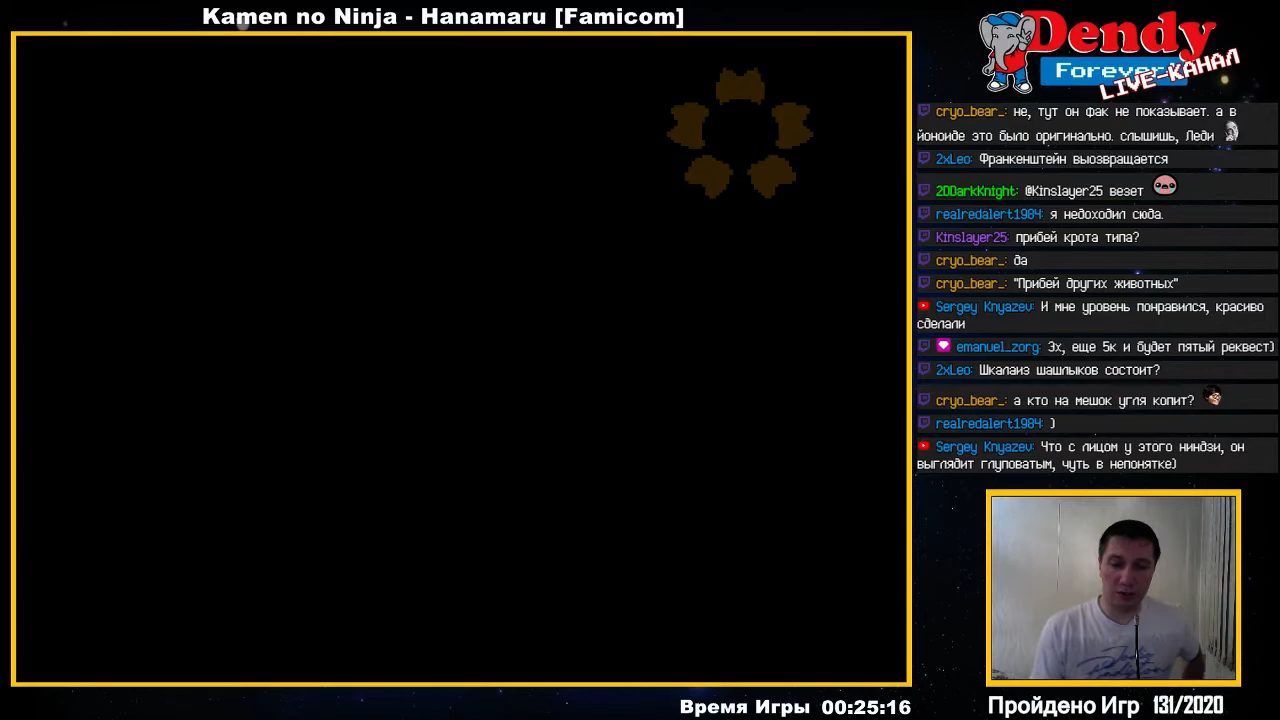 Kamen no Ninja - Hanamaru [Famicom]
Dendy
Forever!
LIVE-КАНАЛ
cryo_bear_: не, тут он фак не показывает. а в
йоноиде это было оригинально. слышишь, Леди
2xLeo: Франкенштейн выозвращается
2DDarkKnight: @Kinslayer25 везет
realredalert1984: я недоходил сюда.
Kinslayer25: прибей крота типа?
cryo_bear_: да
cryo_bear_: "Прибей других животных"
Sergey Knyazev: И мне уровень понравился, красиво
сделали
emanuel_zorg: 3х, еще 5к и будет пятый реквест)
2xLeo: Шкалаиз шашлыков состоит?
cryo_bear_: а кто на мешок угля копит?
realredalert1984: )
Sergey Knyazev: Что с лицом у этого ниндзи, он
выглядит глуповатым, чуть в непонятке)
Время Игры 00:25:16
Пройдено Игр 131/2020